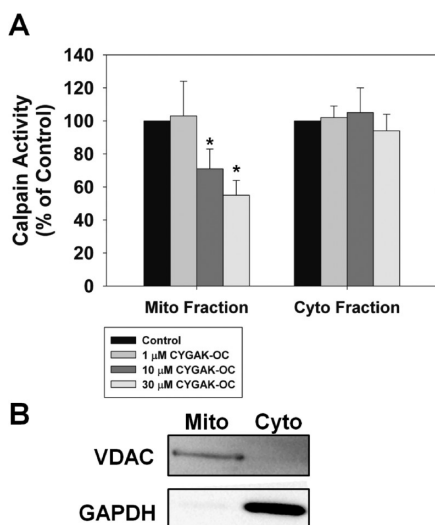 A
Calpain Activity
(% of Control)
140
120
100
80
60
40
20
0
*
*
Mito Fraction Cyto Fraction
Control
1 μM CYGAK-OC
10 μM CYGAK-OC
30 μM CYGAK-OC
B
Mito Cyto
VDAC
GAPDH